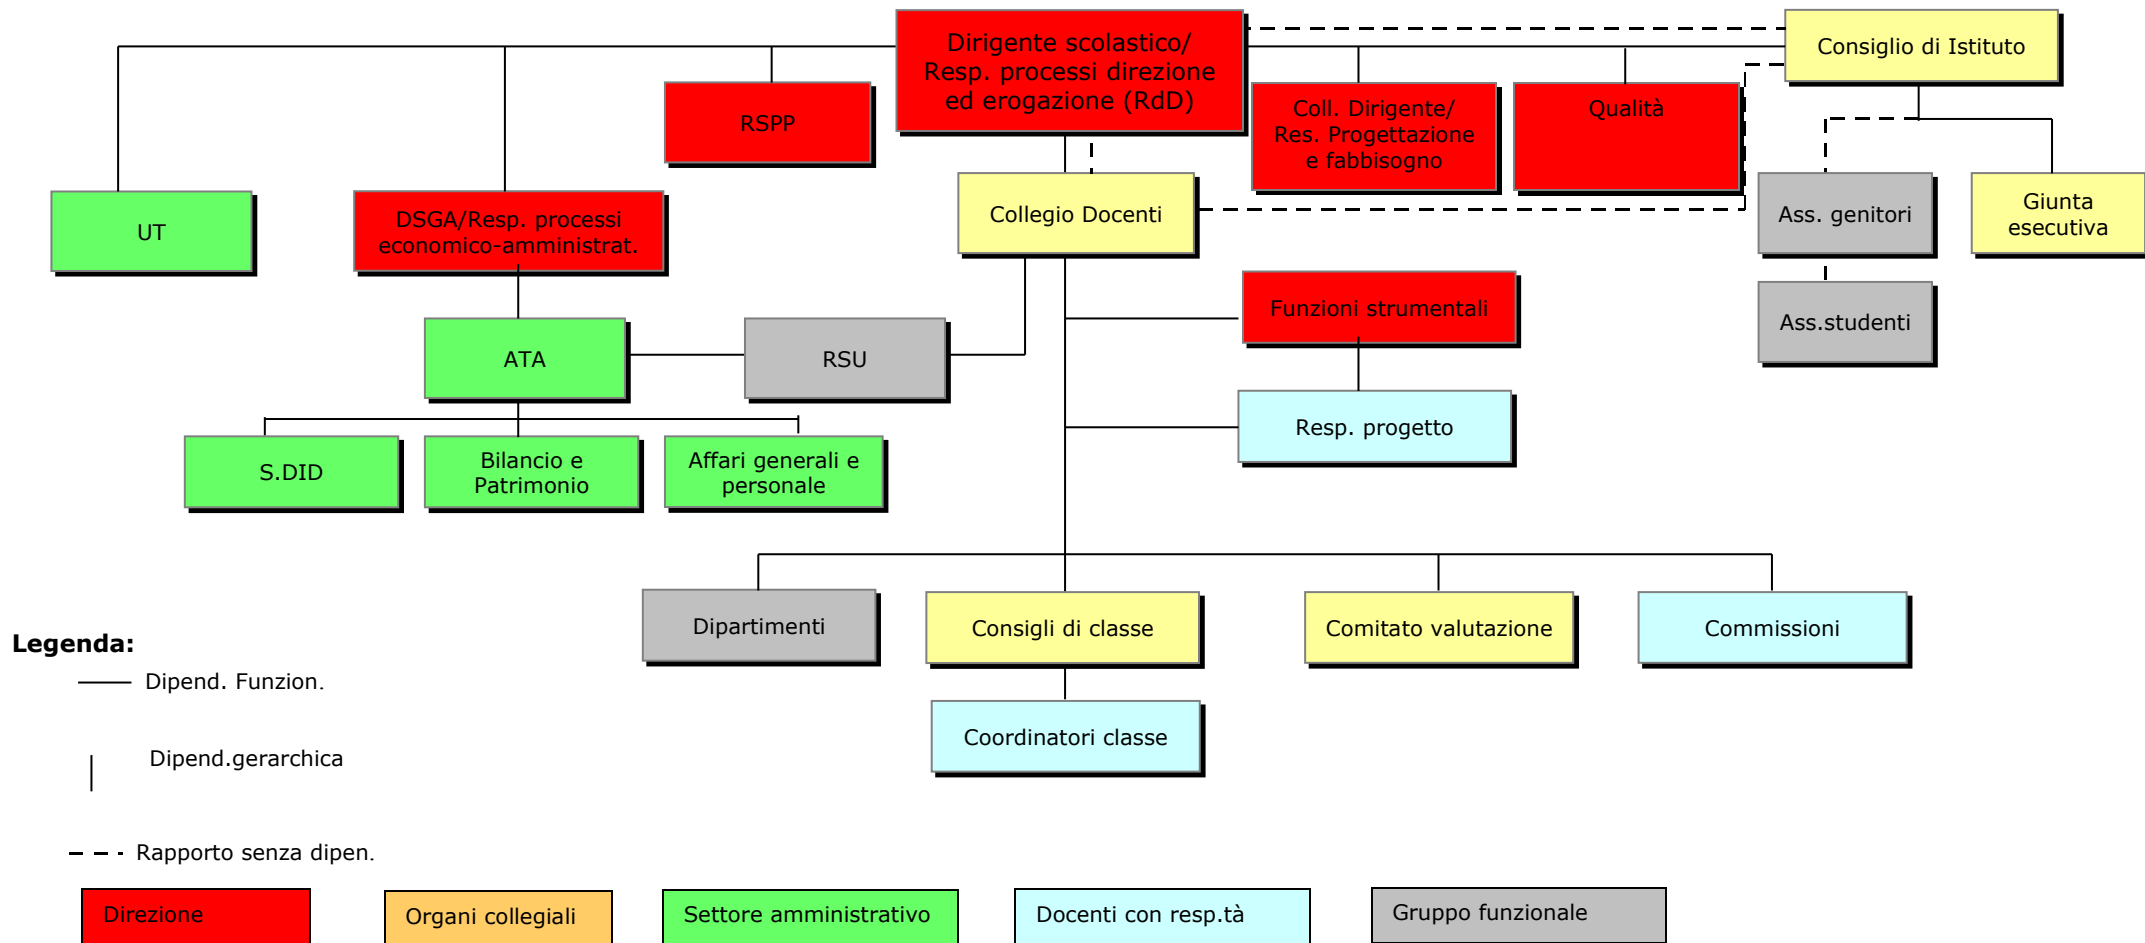 Dirigente scolastico/
Resp. processi direzione
ed erogazione (RdD)
Consiglio di Istituto
RSPP
Coll. Dirigente/
Res. Progettazione
e fabbisogno
Qualità
UT
DSGA/Resp. processi
economico-amministrat.
Collegio Docenti
Ass. genitori
Giunta
esecutiva
Funzioni strumentali
Ass.studenti
ATA
RSU
Resp. progetto
S.DID
Bilancio e
Patrimonio
Affari generali e
personale
Dipartimenti
Consigli di classe
Comitato valutazione
Commissioni
Coordinatori classe
Legenda:
Dipend. Funzion.
Dipend.gerarchica
Rapporto senza dipen.
Direzione
Organi collegiali
Settore amministrativo
Docenti con resp.tà
Gruppo funzionale